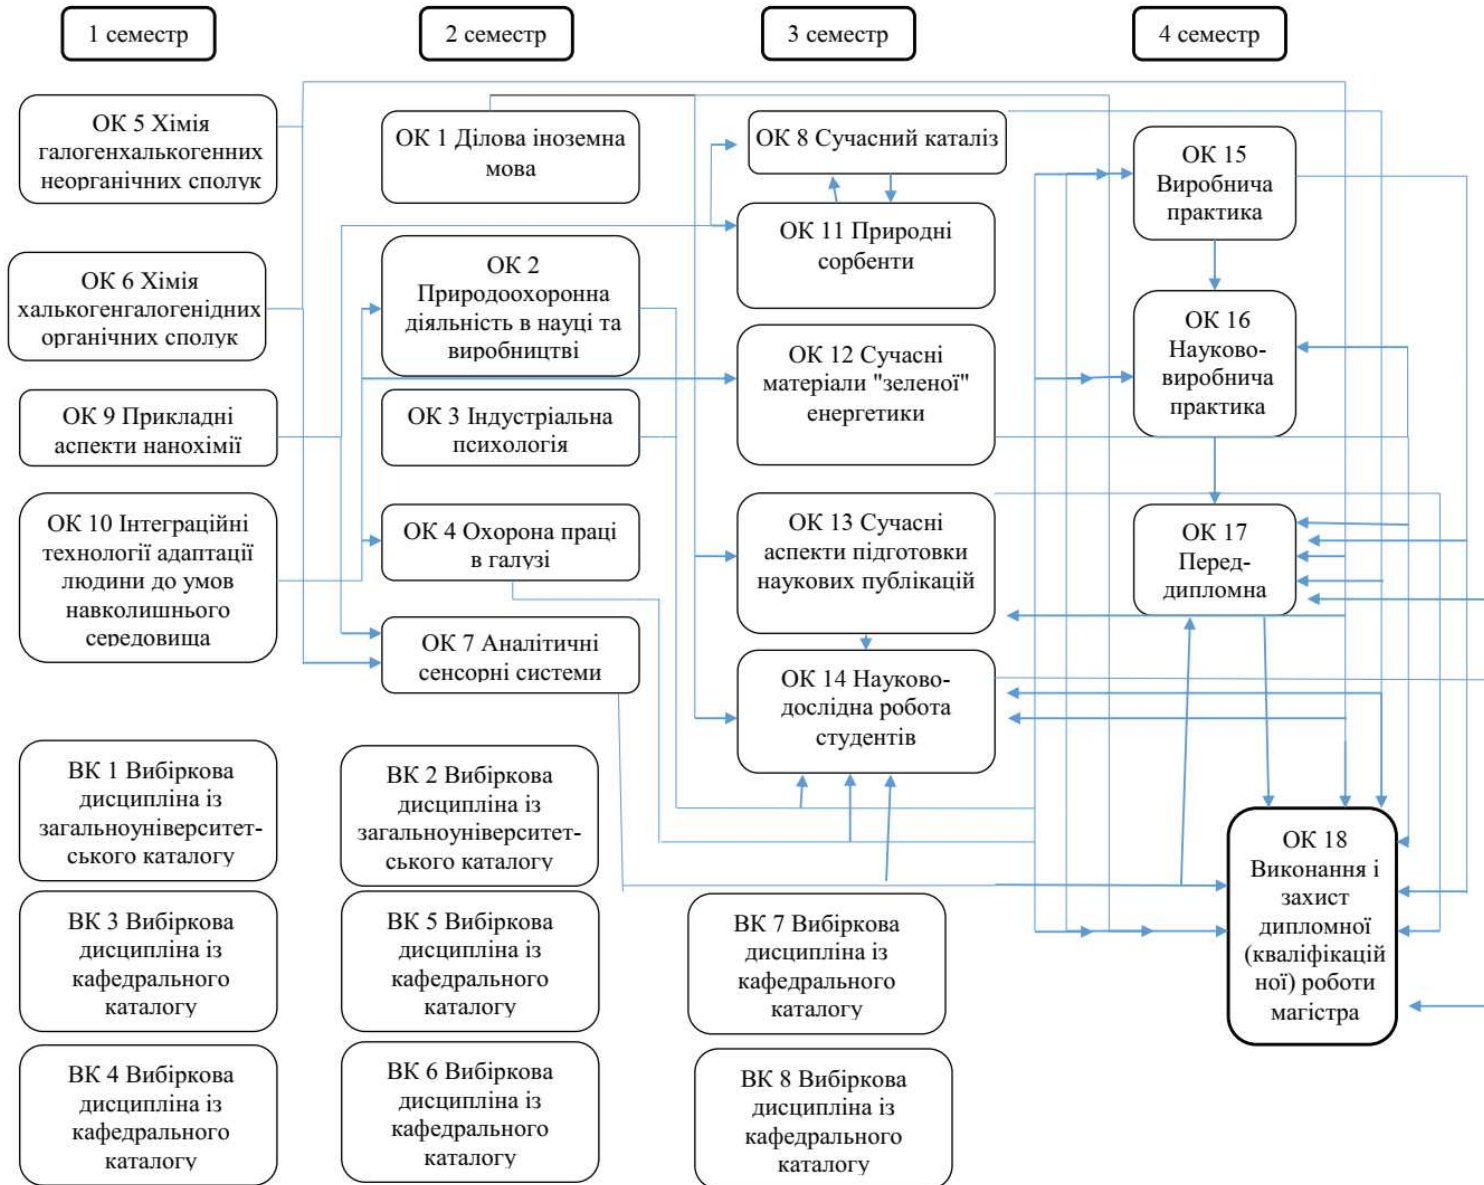 1 семестр
2 семестр
3 семестр
4 семестр
ОК 5 Хімія
галогенхалькогенних
неорганічних сполук
ОК 6 Хімія
халькогенгалогенідних
органічних сполук
ОК 9 Прикладні
аспекти нанохімії
ОК 10 Інтеграційні
технології адаптації
людини до умов
навколишнього
середовища
ВК 1 Вибіркова
дисципліна із
загальноуніверситет-
ського каталогу
ВК 3 Вибіркова
дисципліна із
кафедрального
каталогу
ВК 4 Вибіркова
дисципліна із
кафедрального
каталогу
ОК 1 Ділова іноземна
мова
ОК 2
Природоохоронна
діяльність в науці та
виробництві
ОК 3 Індустріальна
психологія
ОК 4 Охорона праці
в галузі
ОК 7 Аналітичні
сенсорні системи
ВК 2 Вибіркова
дисципліна із
загальноуніверситет-
ського каталогу
ВК 5 Вибіркова
дисципліна із
кафедрального
каталогу
ВК 6 Вибіркова
дисципліна із
кафедрального
каталогу
ОК 8 Сучасний каталіз
ОК 11 Природні
сорбенти
ОК 12 Сучасні
матеріали "зеленої"
енергетики
ОК 13 Сучасні
аспекти підготовки
наукових публікацій
ОК 14 Науково-
дослідна робота
студентів
ВК 7 Вибіркова
дисципліна із
кафедрального
каталогу
ВК 8 Вибіркова
дисципліна із
кафедрального
каталогу
ОК 15
Виробнича
практика
ОК 16
Науково-
виробнича
практика
ОК 17
Перед-
дипломна
ОК 18
Виконання і
захист
дипломної
(кваліфікацій
ної) роботи
магістра